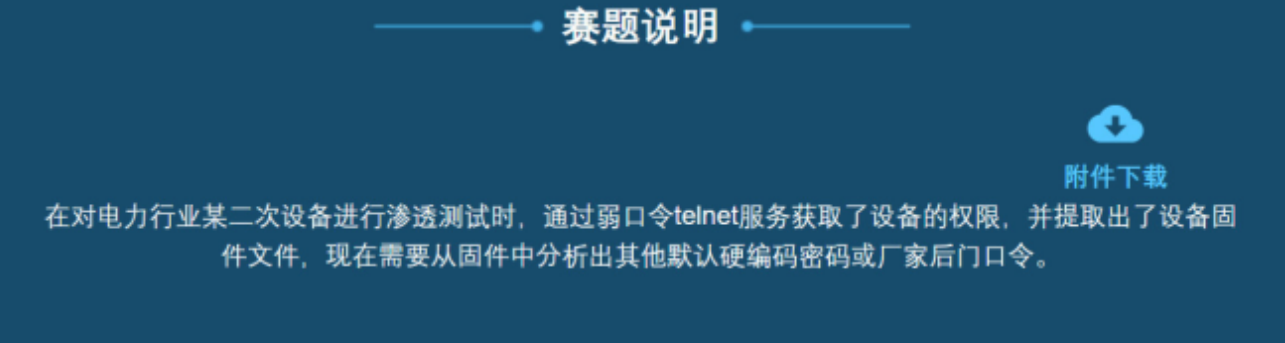 赛题说明
附件下载
在对电力行业某二次设备进行渗透测试时，通过弱口令telnet服务获取了设备的权限，并提取出了设备固
件文件，现在需要从固件中分析出其他默认硬编码密码或厂家后门口令。